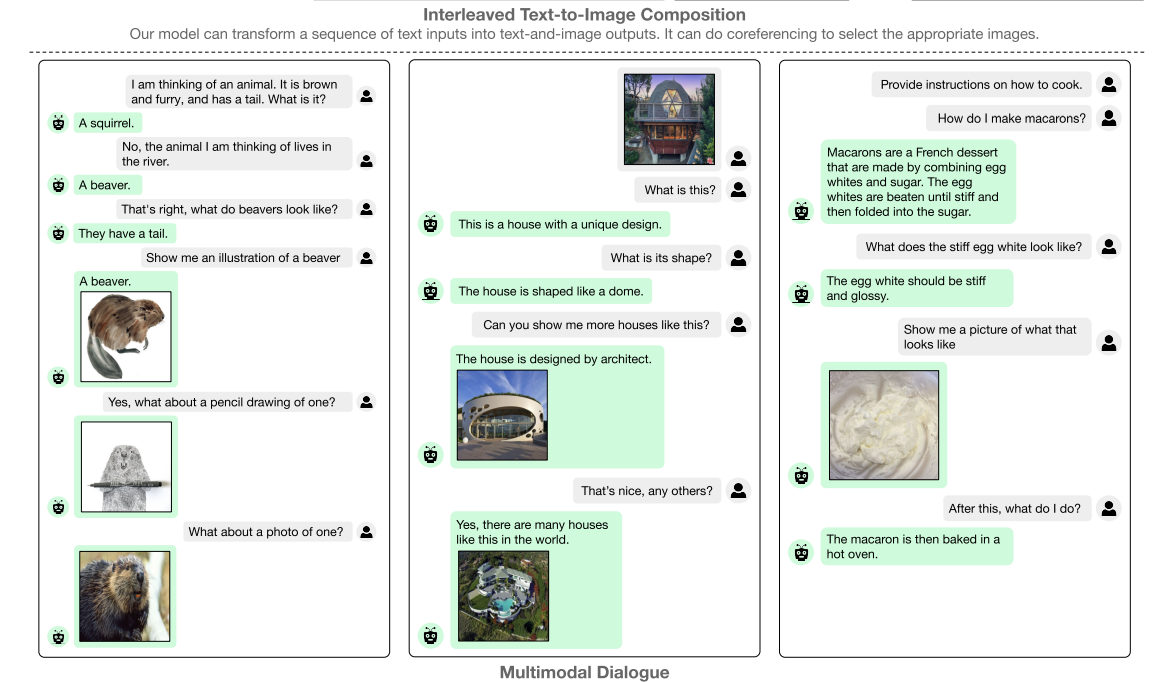 Interleaved Text-to-Image Composition
Our model can transform a sequence of text inputs into text-and-image outputs. It can do coreferencing to select the appropriate images.
I am thinking of an animal. It is brown
and furry, and has a tail. What is it?
A squirrel.
No, the animal I am thinking of lives in
the river.
A beaver.
That's right, what do beavers look like?
They have a tail.
Show me an illustration of a beaver
A beaver.
Yes, what about a pencil drawing of one?
What about a photo of one?
What is this?
This is a house with a unique design.
What is its shape?
The house is shaped like a dome.
Can you show me more houses like this?
The house is designed by architect.
That's nice, any others?
Yes, there are many houses
like this in the world.
Provide instructions on how to cook.
How do I make macarons?
Macarons are a French dessert
that are made by combining egg
whites and sugar. The egg
whites are beaten until stiff and
then folded into the sugar.
What does the stiff egg white look like?
The egg white should be stiff
and glossy.
Show me a picture of what that
looks like
After this, what do I do?
The macaron is then baked in a
hot oven.
Multimodal Dialogue